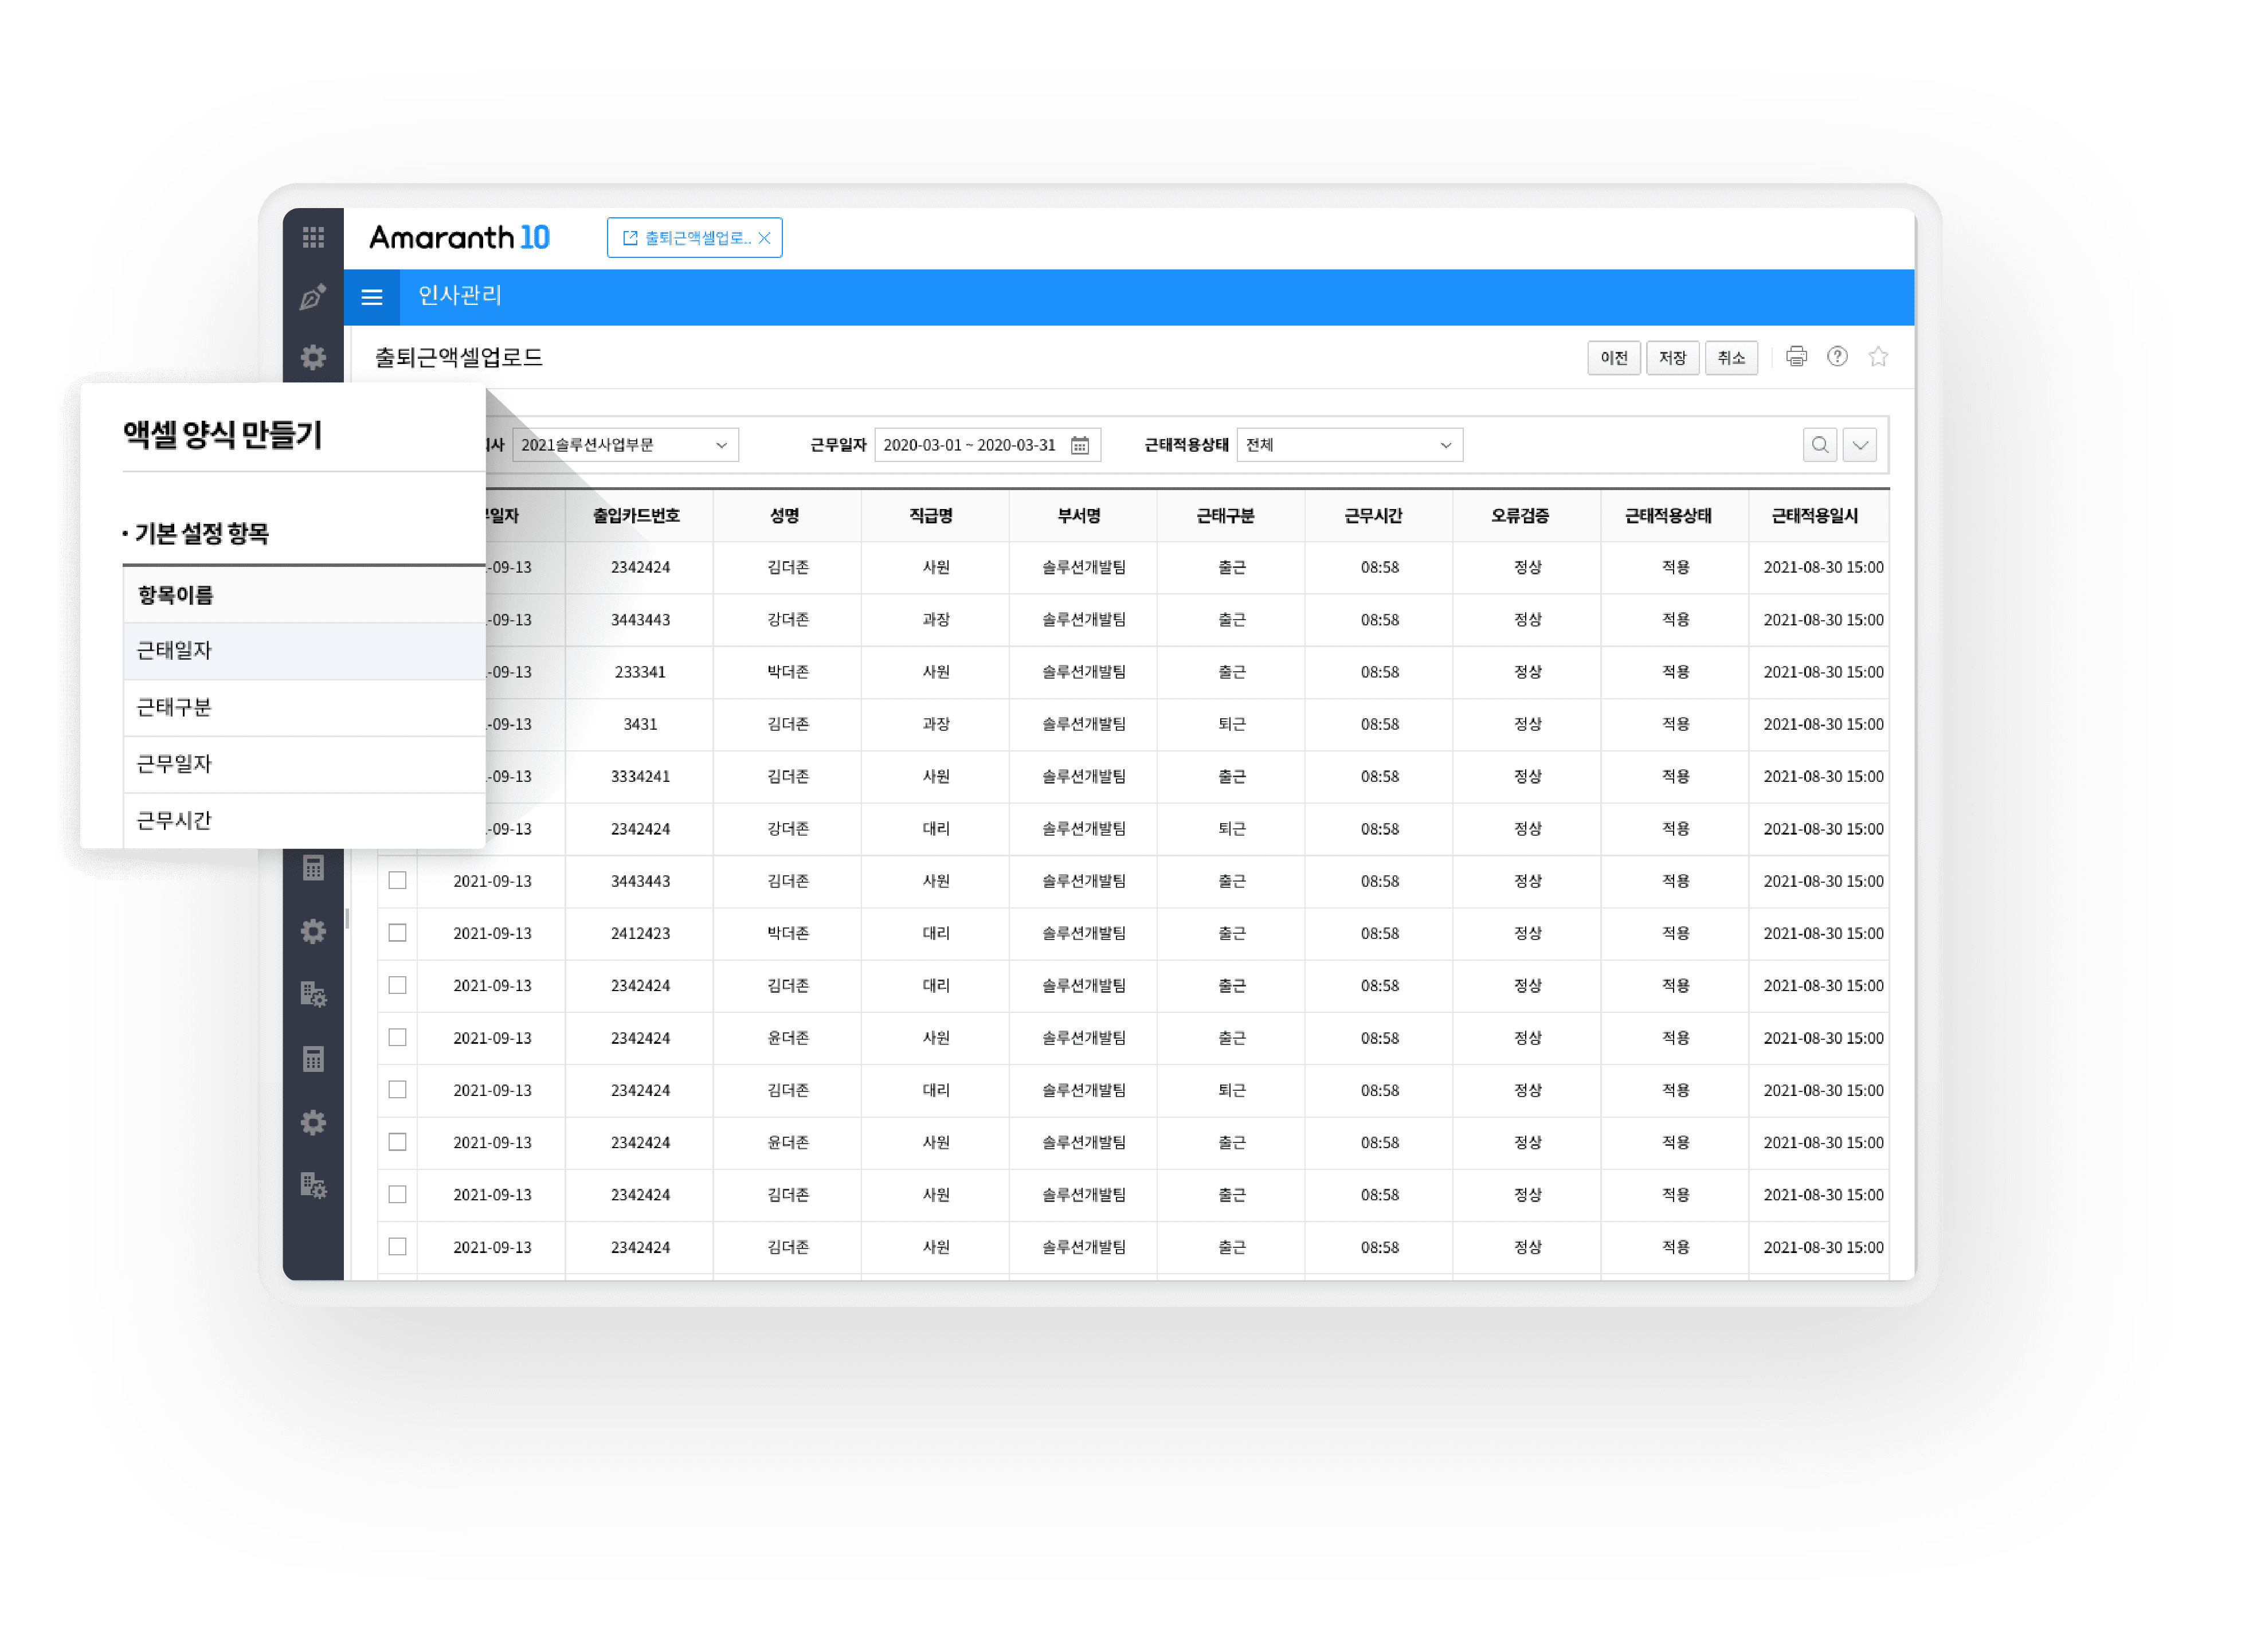 Amaranth 10
출퇴근액셀업로..
인사관리
출퇴근액셀업로드
이전 저장 취소
액셀 양식 만들기
기본 설정 항목
항목이름
근태일자
근태구분
근무일자
근무시간
2021솔루션사업부문 근무일자 2020-03-01 ~ 2020-03-31 근태적용상태 전체
일자 출입카드번호 성명 직급명 부서명 근태구분 근무시간 오류검증 근태적용상태 근태적용일시
-09-13 2342424 김더존 사원 솔루션개발팀 출근 08:58 정상 적용 2021-08-30 15:00
-09-13 3443443 강더존 과장 솔루션개발팀 출근 08:58 정상 적용 2021-08-30 15:00
-09-13 233341 박더존 사원 솔루션개발팀 출근 08:58 정상 적용 2021-08-30 15:00
-09-13 3431 김더존 과장 솔루션개발팀 퇴근 08:58 정상 적용 2021-08-30 15:00
-09-13 3334241 김더존 사원 솔루션개발팀 출근 08:58 정상 적용 2021-08-30 15:00
-09-13 2342424 강더존 대리 솔루션개발팀 퇴근 08:58 정상 적용 2021-08-30 15:00
2021-09-13 3443443 김더존 사원 솔루션개발팀 출근 08:58 정상 적용 2021-08-30 15:00
2021-09-13 2412423 박더존 대리 솔루션개발팀 출근 08:58 정상 적용 2021-08-30 15:00
2021-09-13 2342424 김더존 대리 솔루션개발팀 출근 08:58 정상 적용 2021-08-30 15:00
2021-09-13 2342424 윤더존 사원 솔루션개발팀 출근 08:58 정상 적용 2021-08-30 15:00
2021-09-13 2342424 김더존 대리 솔루션개발팀 퇴근 08:58 정상 적용 2021-08-30 15:00
2021-09-13 2342424 윤더존 사원 솔루션개발팀 출근 08:58 정상 적용 2021-08-30 15:00
2021-09-13 2342424 김더존 사원 솔루션개발팀 출근 08:58 정상 적용 2021-08-30 15:00
2021-09-13 2342424 김더존 사원 솔루션개발팀 출근 08:58 정상 적용 2021-08-30 15:00